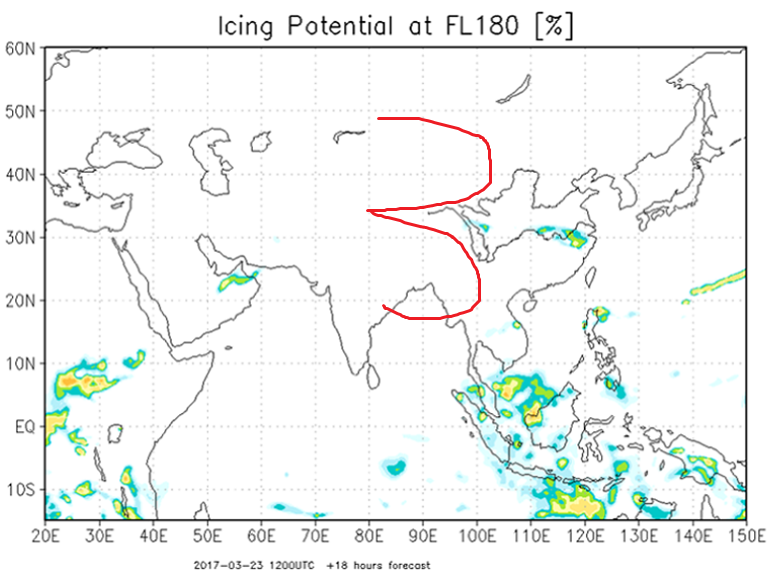 Icing Potential at FL180 [%]
60N
50N
40N
30N
20N
10N
EQ
10S
20E 30E 40E 50E 60E 70E 80E 90E 100E 110E 120E 130E 140E 150E
2017-03-23 1200UTC +18 hours forecast